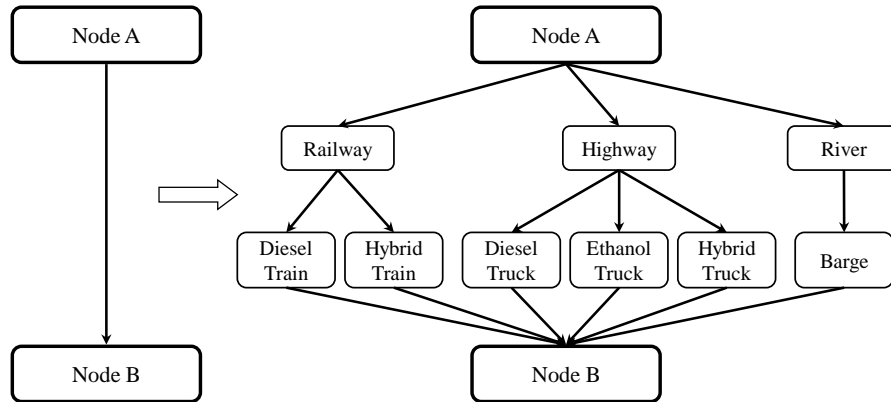 Node A
Node A
Railway
Highway
River
Diesel
Train
Hybrid
Train
Diesel
Truck
Ethanol
Truck
Hybrid
Truck
Barge
Node B
Node B